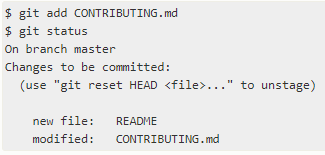 $ git add CONTRIBUTING.md
$ git status
On branch master
Changes to be committed:
  (use "git reset HEAD <file>..." to unstage)

    new file:   README
    modified:   CONTRIBUTING.md